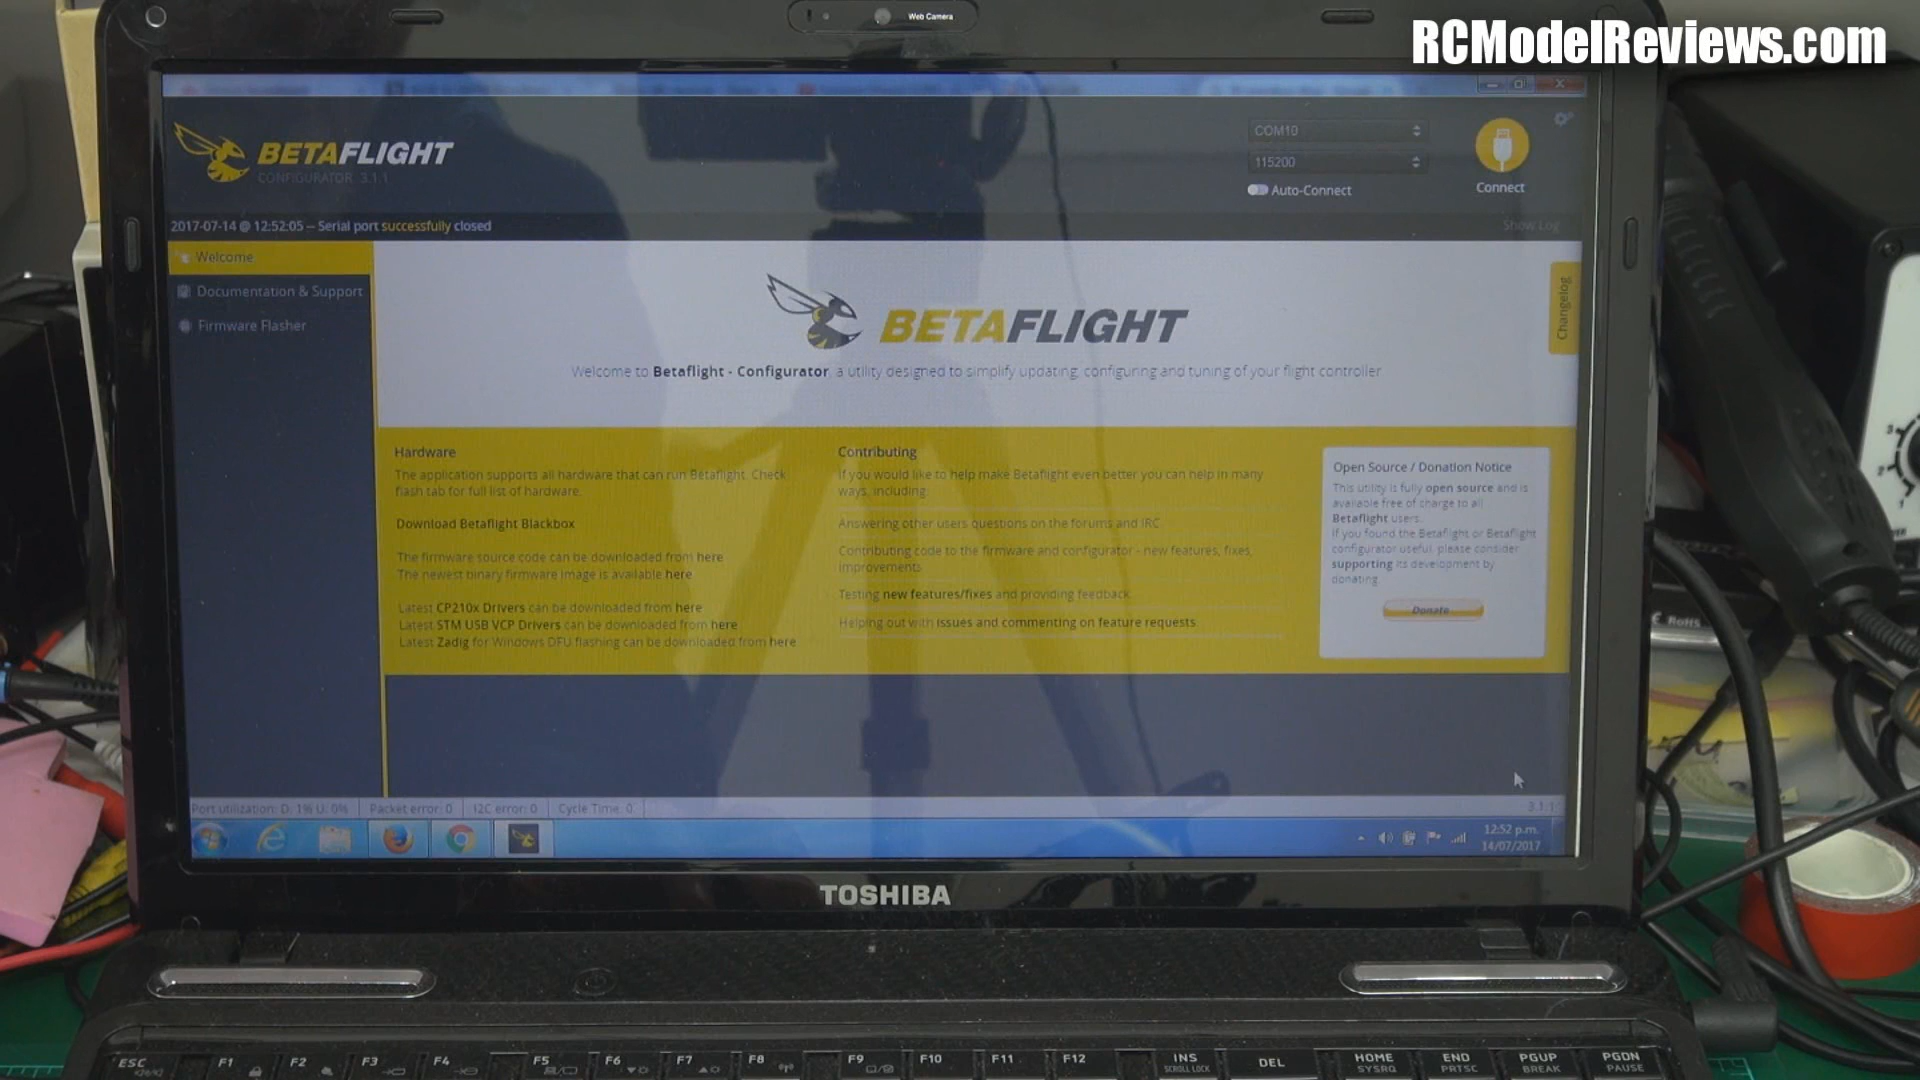 RCModelReviews.com
Web Camera
BETAFLIGHT
CONFIGURATOR 3.1.1
COM10
115200
Auto-Connect
Connect
2017-07-14 @ 12:52:05 -- Serial port successfully closed
Show Log
Welcome
Documentation & Support
Firmware Flasher
Changelog
BETAFLIGHT
Welcome to Betaflight - Configurator, a utility designed to simplify updating, configuring and tuning of your flight controller
Hardware
The application supports all hardware that can run Betaflight. Check
flash tab for full list of hardware.
Download Betaflight Blackbox
The firmware source code can be downloaded from here
The newest binary firmware image is available here
Latest CP210x Drivers can be downloaded from here
Latest STM USB VCP Drivers can be downloaded from here
Latest Zadig for Windows DFU flashing can be downloaded from here
Contributing
If you would like to help make Betaflight even better you can help in many
ways, including:
Answering other users questions on the forums and IRC.
Contributing code to the firmware and configurator - new features, fixes,
improvements
Testing new features/fixes and providing feedback.
Helping out with issues and commenting on feature requests.
Open Source / Donation Notice
This utility is fully open source and is
available free of charge to all
Betaflight users.
If you found the Betaflight or Betaflight
configurator useful, please consider
supporting its development by
donating.
Donate
Port utilization: D: 1% U: 0%
Packet error: 0
I2C error: 0
Cycle Time: 0
3.1.1
12:52 p.m.
14/07/2017
TOSHIBA
RoHS
ESC
F1
F2
F3
F4
F5
F6
F7
F8
F9
F10
F11
F12
INS
SCROLL LOCK
DEL
HOME
SYSRQ
END
PRTSC
PGUP
BREAK
PGDN
PAUSE